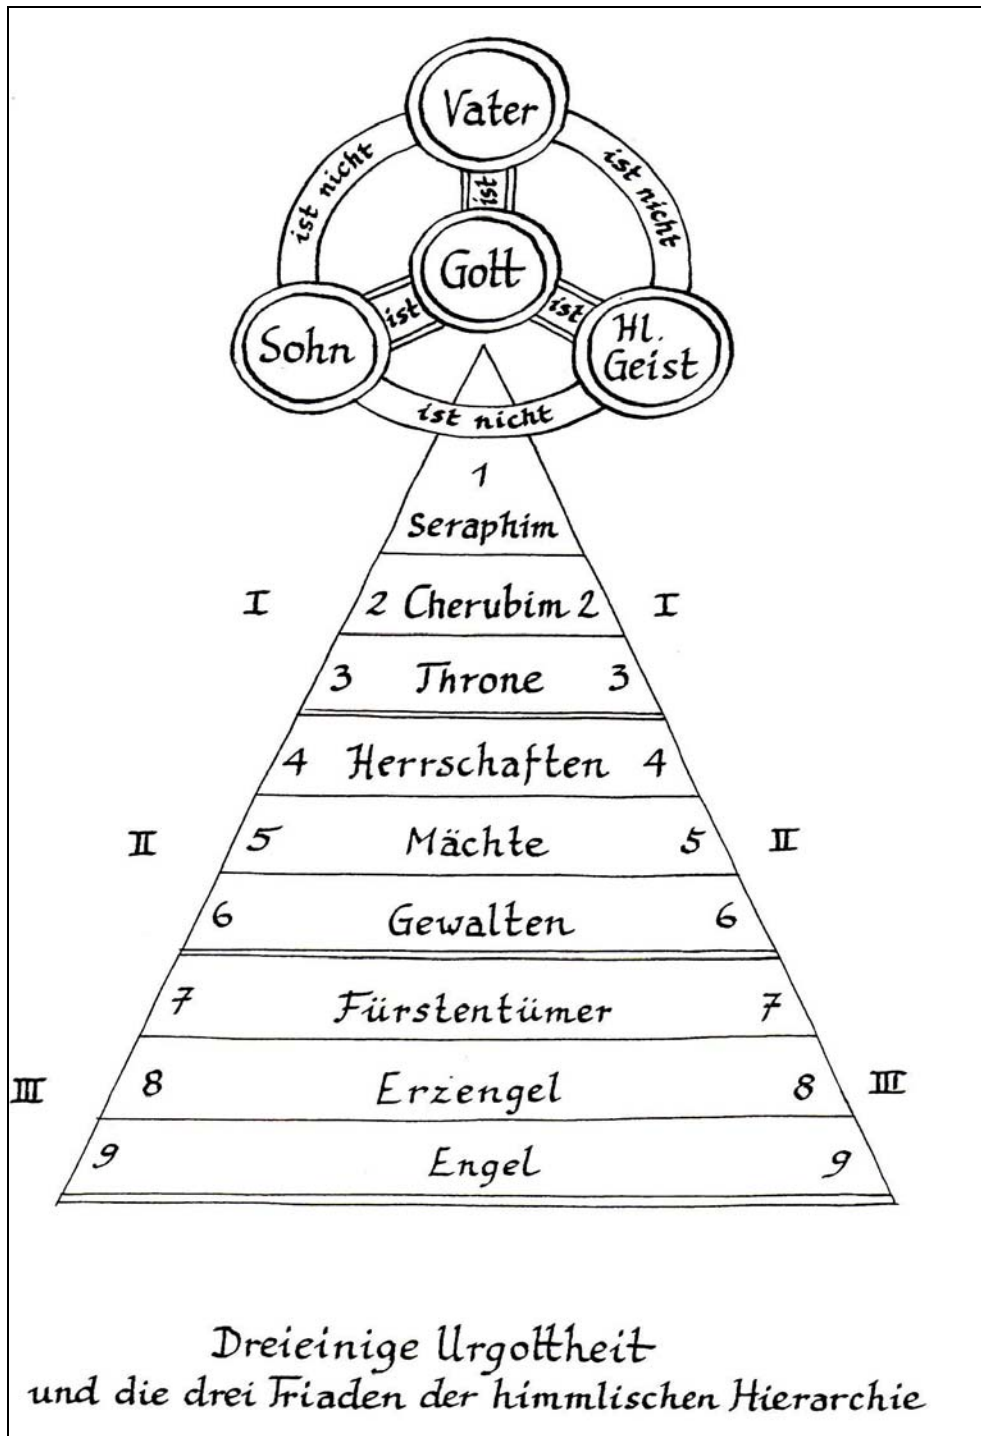 Vater
ist nicht
ist nicht
ist
Gott
Sohn
ist
ist
Hl.
Geist
ist nicht
1
Seraphim
I
2 Cherubim 2
I
3 Throne 3
4 Herrschaften 4
II
5 Mächte 5
II
6 Gewalten 6
7 Fürstentümer 7
III
8 Erzengel 8
III
9 Engel 9
Dreieinige Urgottheit
und die drei Triaden der himmlischen Hierarchie